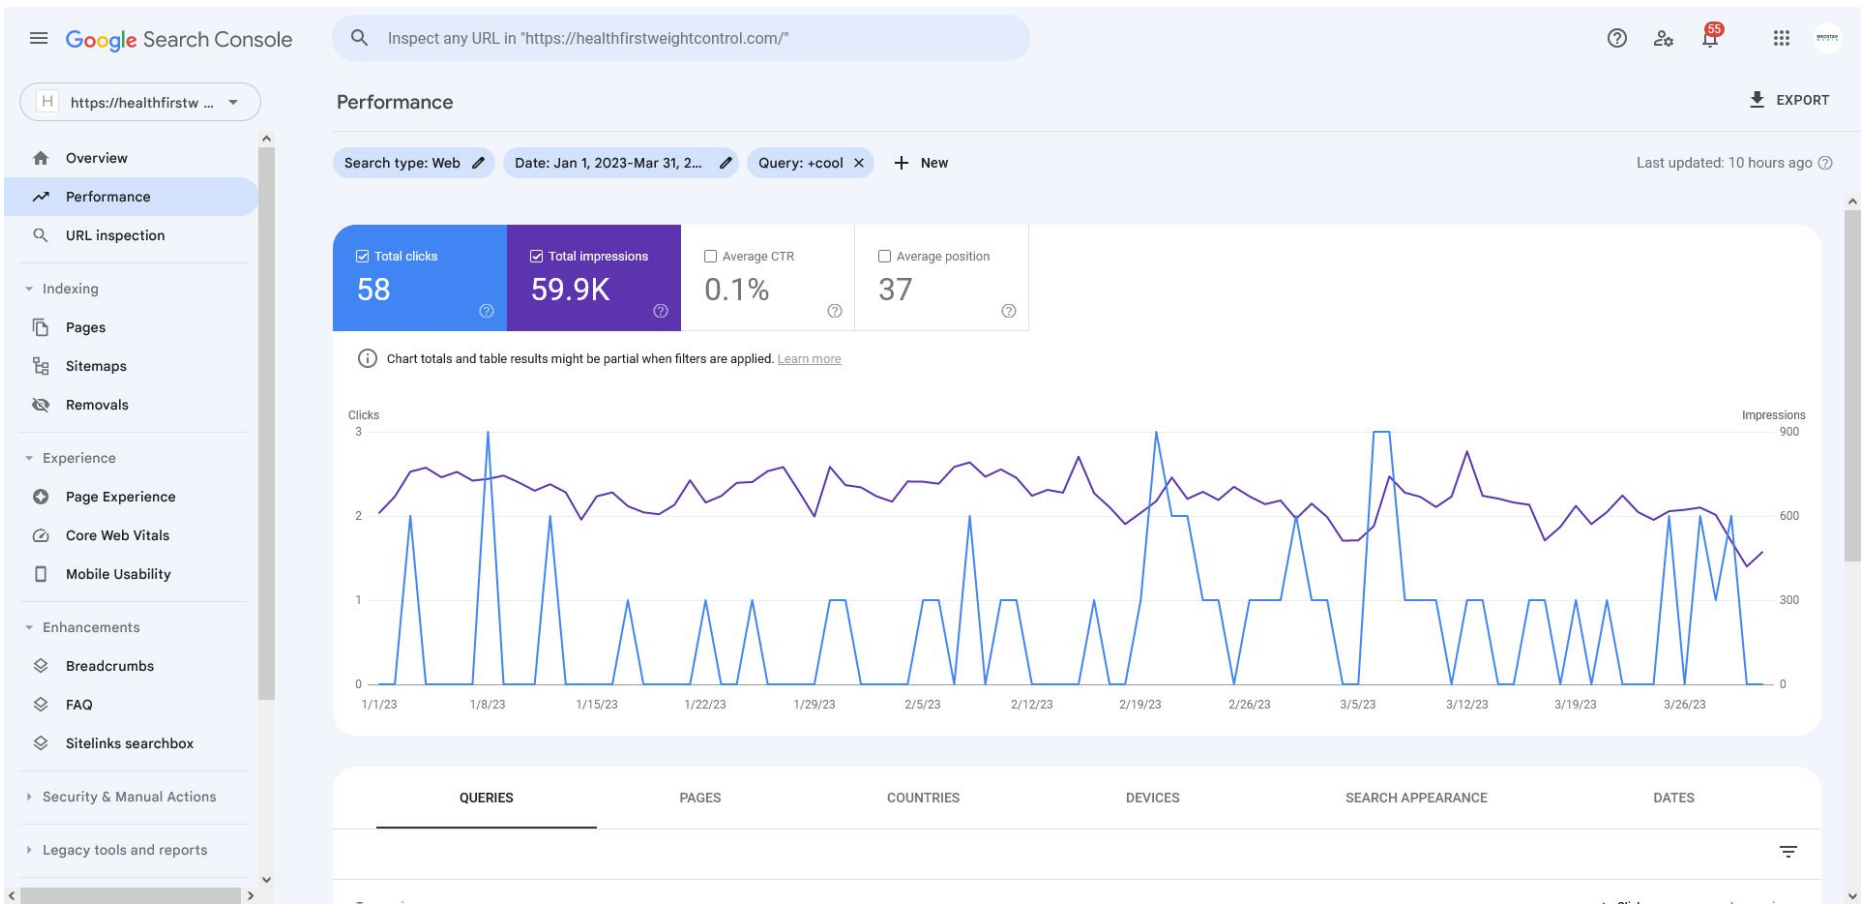 Google Search Console
Inspect any URL in "https://healthfirstweightcontrol.com/"
55
H
https://healthfirstw ...
Performance
EXPORT
Overview
Performance
URL inspection
Indexing
Pages
Sitemaps
Removals
Experience
Page Experience
Core Web Vitals
Mobile Usability
Enhancements
Breadcrumbs
FAQ
Sitelinks searchbox
Security & Manual Actions
Legacy tools and reports
Search type: Web
Date: Jan 1, 2023-Mar 31, 2...
Query: +cool
New
Last updated: 10 hours ago
Total clicks
58
Total impressions
59.9K
Average CTR
0.1%
Average position
37
Chart totals and table results might be partial when filters are applied. Learn more
Clicks
Impressions
3
900
2
600
1
300
0
0
1/1/23 1/8/23 1/15/23 1/22/23 1/29/23 2/5/23 2/12/23 2/19/23 2/26/23 3/5/23 3/12/23 3/19/23 3/26/23
QUERIES PAGES COUNTRIES DEVICES SEARCH APPEARANCE DATES